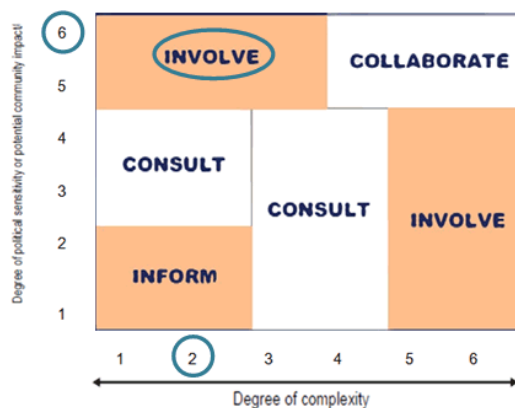 Degree of political sensitivity or potential community impact/
6
INVOLVE
COLLABORATE
5
4
CONSULT
3
CONSULT
2
INVOLVE
INFORM
1
1 2 3 4 5 6
Degree of complexity